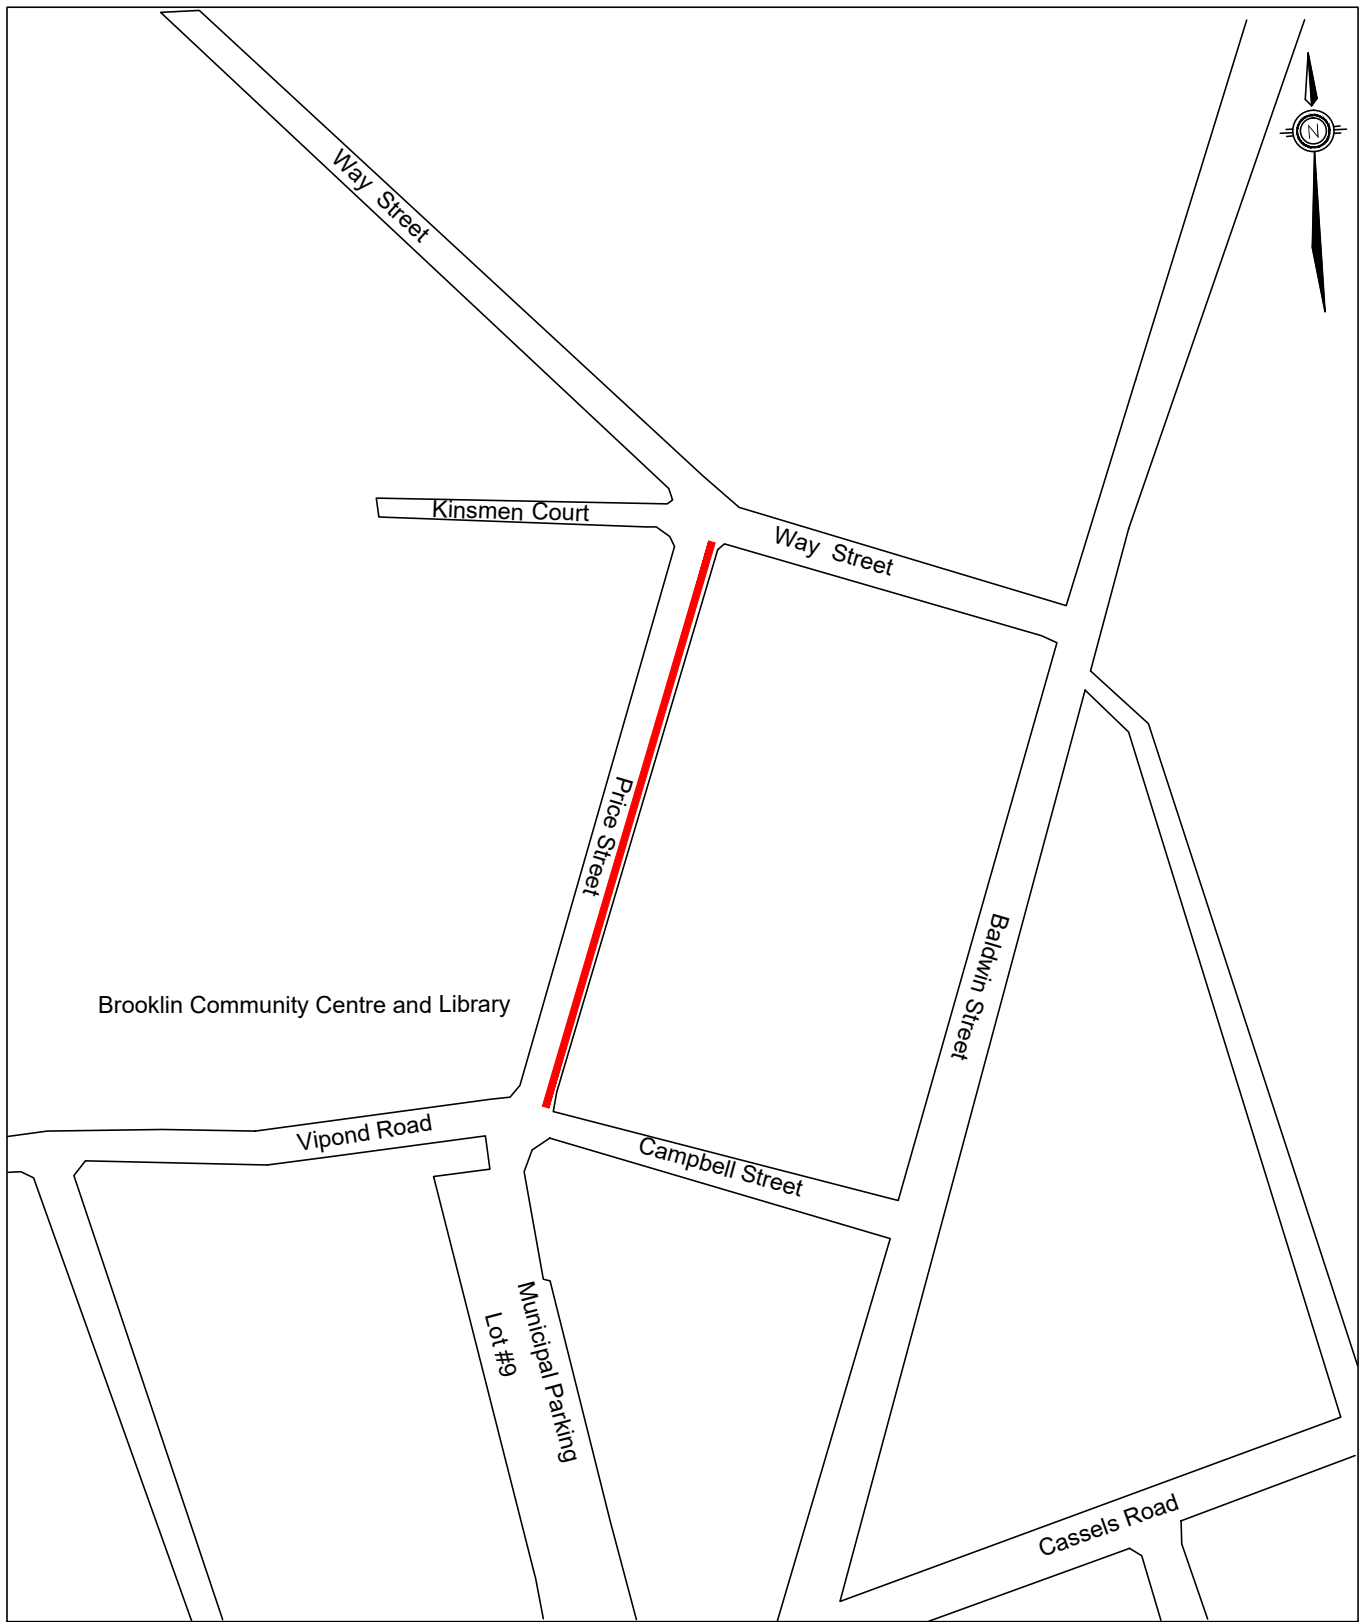 N
Way Street
Kinsmen Court
Way Street
Price Street
Baldwin Street
Brooklin Community Centre and Library
Vipond Road
Campbell Street
Municipal Parking
Lot #9
Cassels Road